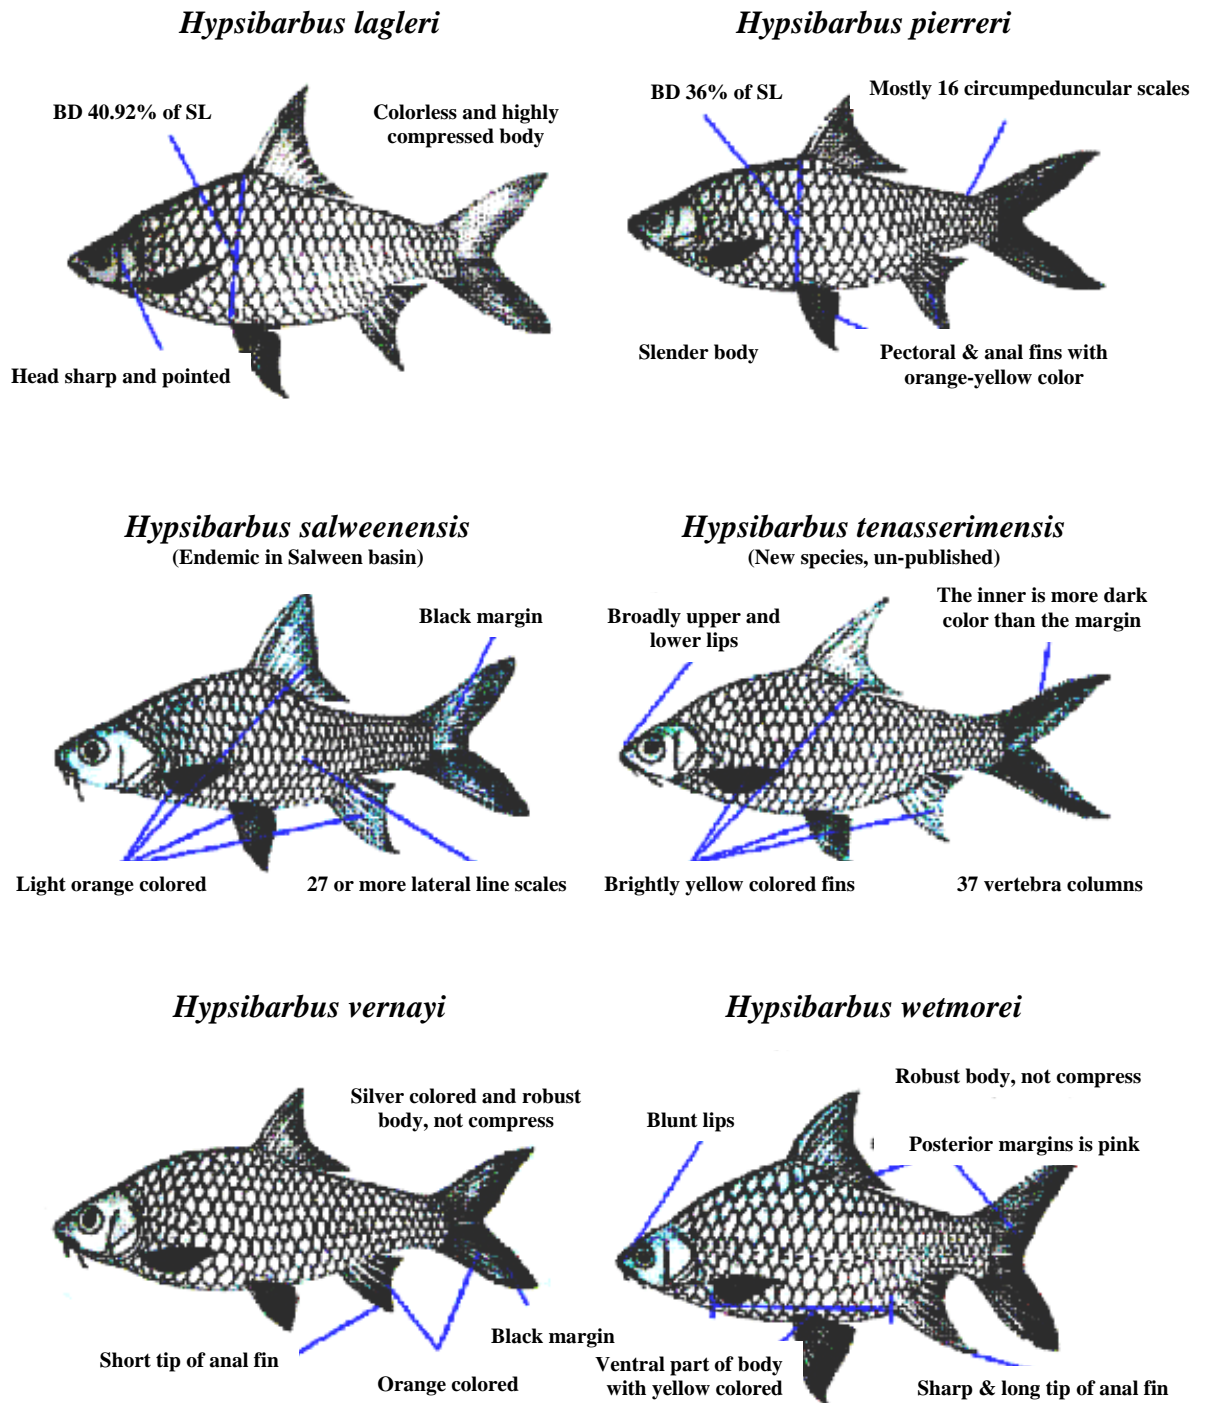 Hypsibarbus lagleri
BD 40.92% of SL
Colorless and highly
compressed body
Head sharp and pointed
Hypsibarbus pierreri
BD 36% of SL
Mostly 16 circumpeduncular scales
Slender body
Pectoral & anal fins with
orange-yellow color
Hypsibarbus salweenensis
(Endemic in Salween basin)
Black margin
Light orange colored
27 or more lateral line scales
Hypsibarbus tenasserimensis
(New species, un-published)
Broadly upper and
lower lips
The inner is more dark
color than the margin
Brightly yellow colored fins
37 vertebra columns
Hypsibarbus vernayi
Silver colored and robust
body, not compress
Short tip of anal fin
Black margin
Orange colored
Hypsibarbus wetmorei
Robust body, not compress
Blunt lips
Posterior margins is pink
Ventral part of body
with yellow colored
Sharp & long tip of anal fin